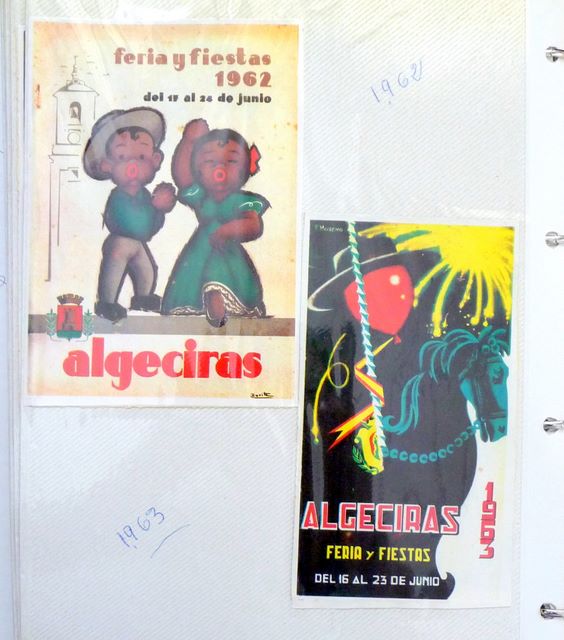 feria y fiestas
1962
del 17 al 24 de junio
algeciras
1962
ALGECIRAS
1963
FERIA y FIESTAS
DEL 16 AL 23 DE JUNIO
1963